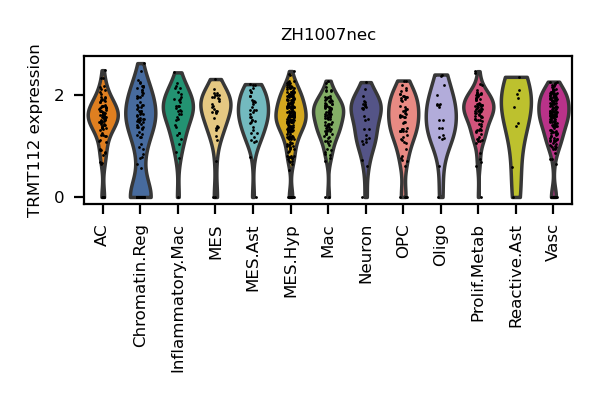 ZH1007nec
TRMT112 expression
2
0
AC
Chromatin.Reg
Inflammatory.Mac
MES
MES.Ast
MES.Hyp
Mac
Neuron
OPC
Oligo
Prolif.Metab
Reactive.Ast
Vasc